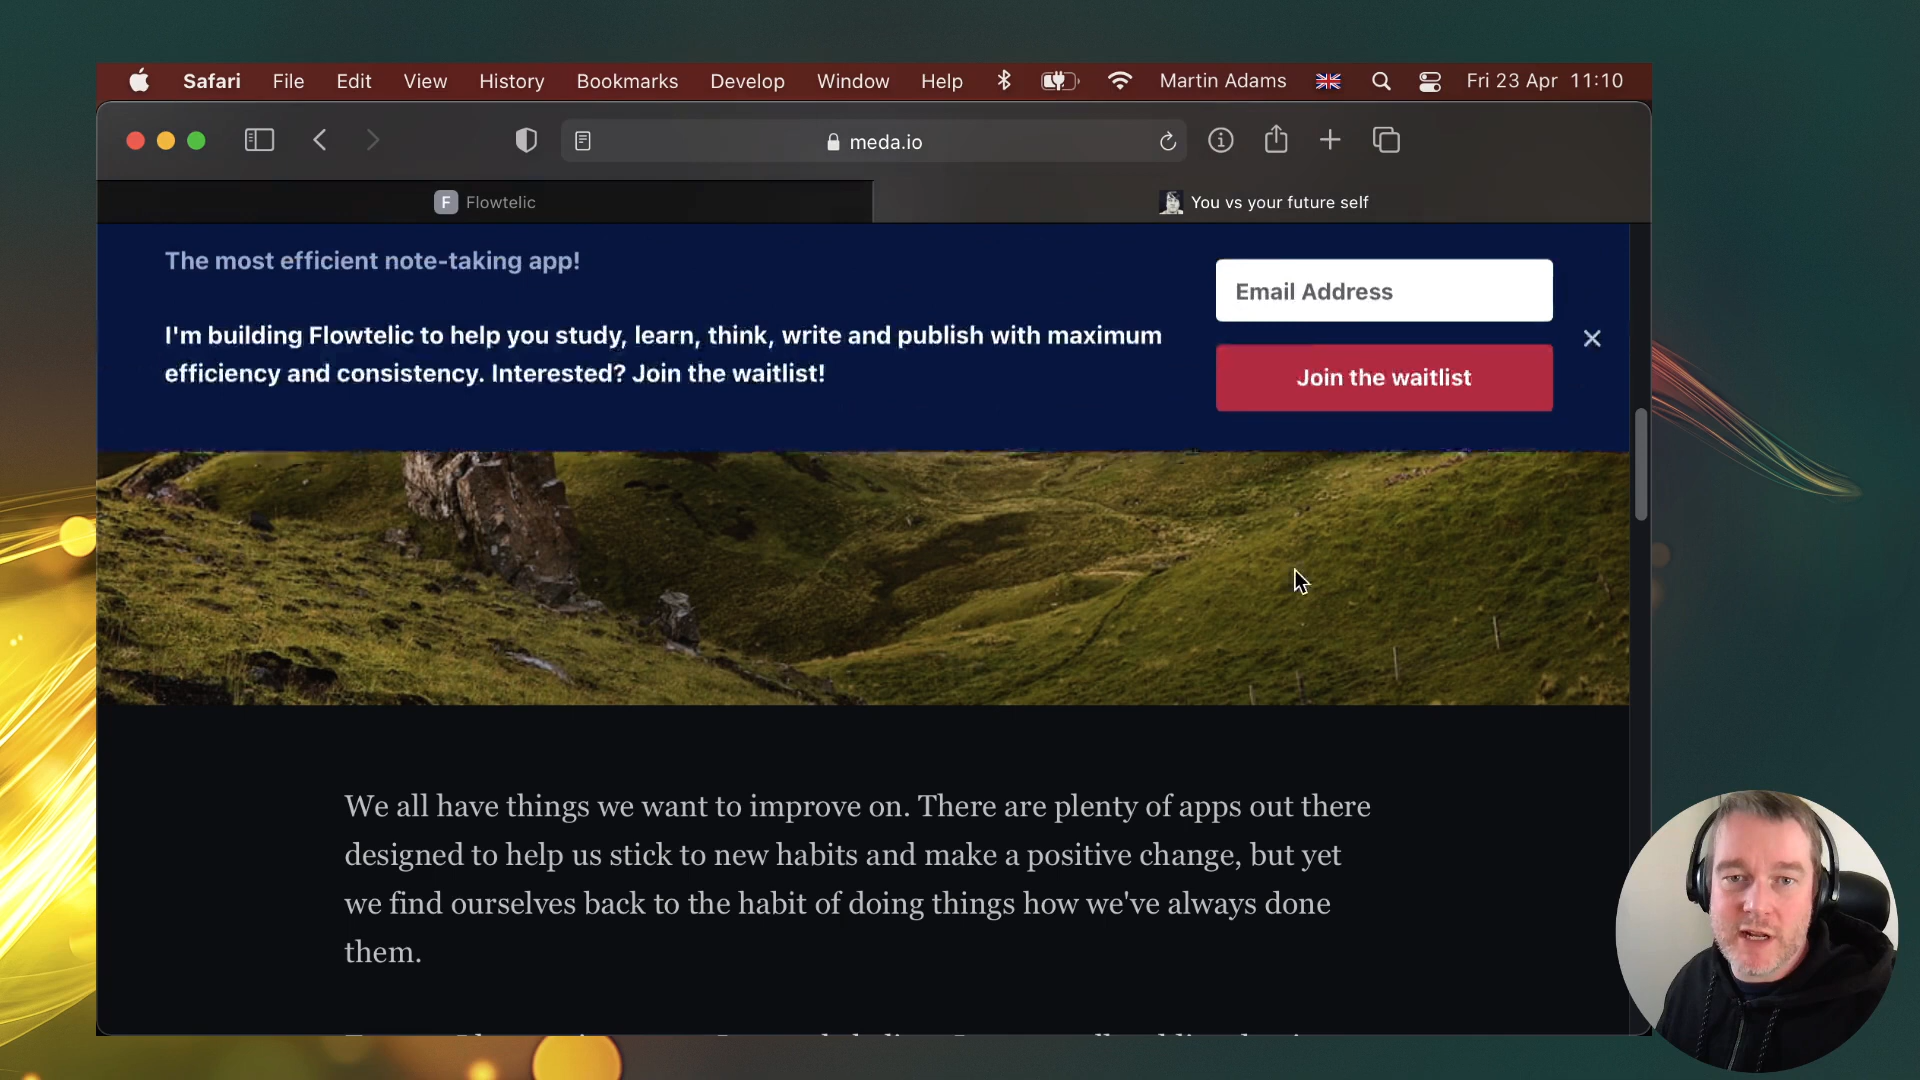 Safari File Edit View History Bookmarks Develop Window Help Martin Adams Fri 23 Apr 11:10
meda.io
F Flowtelic
You vs your future self
The most efficient note-taking app!
I'm building Flowtelic to help you study, learn, think, write and publish with maximum
efficiency and consistency. Interested? Join the waitlist!
Email Address
Join the waitlist
We all have things we want to improve on. There are plenty of apps out there
designed to help us stick to new habits and make a positive change, but yet
we find ourselves back to the habit of doing things how we've always done
them.